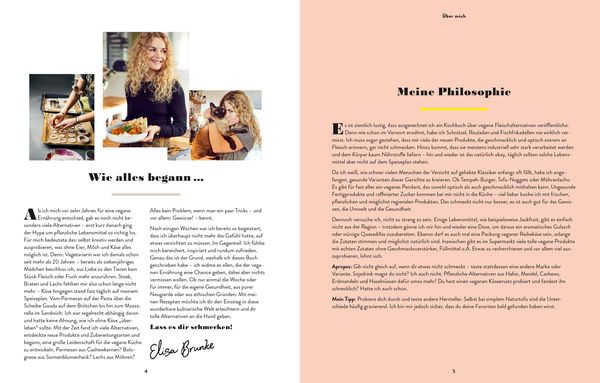 Wie alles begann ...
Als ich mich vor zehn Jahren für eine vegane
Ernährung entschied, gab es noch nicht be-
sonders viele Alternativen – erst kurz danach ging
der Hype um pflanzliche Lebensmittel so richtig los.
Für mich bedeutete das: selbst kreativ werden und
ausprobieren, was ohne Eier, Milch und Käse alles
möglich ist. Denn: Vegetarierin war ich damals schon
seit mehr als 20 Jahren – bereits als siebenjähriges
Mädchen beschloss ich, aus Liebe zu den Tieren kein
Stück Fleisch oder Fisch mehr anzurühren. Steak,
Braten und Lachs fehlten mir also schon lange nicht
mehr – Käse hingegen stand fast täglich auf meinem
Speiseplan. Vom Parmesan auf der Pasta über die
Scheibe Gouda auf dem Brötchen bis hin zum Mozza-
rella im Sandwich: Ich war regelrecht abhängig davon
und hatte keine Ahnung, wie ich ohne Käse „über-
leben“ sollte. Mit der Zeit fand ich viele Alternativen,
entdeckte neue Produkte und Zubereitungsarten und
begann, eine große Leidenschaft für die vegane Küche
zu entwickeln. Parmesan aus Cashewkernen? Bolo-
gnese aus Sonnenblumenhack? Lachs aus Möhren?
Alles kein Problem, wenn man ein paar Tricks – und
vor allem: Gewürze! – kennt.
Nach einigen Wochen war ich bereits so begeistert,
dass ich überhaupt nicht mehr das Gefühl hatte, auf
etwas verzichten zu müssen. Im Gegenteil: Ich fühlte
mich bereichert, inspiriert und rundum zufrieden.
Genau das ist der Grund, weshalb ich dieses Buch
geschrieben habe – ich widme es allen, die der vega-
nen Ernährung eine Chance geben, dabei aber nichts
vermissen wollen. Ob nur einmal die Woche oder
für immer, für die eigene Gesundheit, aus purer
Neugierde oder aus ethischen Gründen: Mit mei-
nen Rezepten möchte ich dir den Einstieg in diese
wunderbare kulinarische Welt erleichtern und dir
tolle Alternativen an die Hand geben.
Lass es dir schmecken!
Elisa Brunke
4
Über mich
Meine Philosophie
Es ist ziemlich lustig, dass ausgerechnet ich ein Kochbuch über vegane Fleischalternativen veröffentliche.
Denn wie schon im Vorwort erwähnt, habe ich Schnitzel, Rouladen und Fischfrikadellen nie wirklich ver-
misst. Ich muss sogar gestehen, dass mir viele der neuen Produkte, die geschmacklich und optisch extrem an
Fleisch erinnern, gar nicht schmecken. Hinzu kommt, dass sie meistens industriell sehr stark verarbeitet werden
und dem Körper kaum Nährstoffe liefern – hin und wieder ist das natürlich okay, täglich sollten solche Lebens-
mittel aber nicht auf dem Speiseplan stehen.
Da ich weiß, wie schwer vielen Menschen der Verzicht auf geliebte Klassiker anfangs oft fällt, habe ich ange-
fangen, gesunde Varianten dieser Gerichte zu kreieren. Ob Tempeh-Burger, Tofu-Nuggets oder Möhrenlachs:
Es gibt für fast alles ein veganes Pendant, das sowohl optisch als auch geschmacklich mithalten kann. Ungesunde
Fertigprodukte und raffinierter Zucker kommen bei mir nicht in die Küche – viel lieber koche ich mit frischen,
pflanzlichen und möglichst regionalen Produkten. Das schmeckt nicht nur besser, es ist auch gut für das Gewis-
sen, die Umwelt und die Gesundheit.
Dennoch versuche ich, nicht zu streng zu sein: Einige Lebensmittel, wie beispielsweise Jackfruit, gibt es einfach
nicht aus der Region – trotzdem gönne ich mir hin und wieder eine Dose, um daraus ein aromatisches Gulasch
oder würzige Quesadillas zuzubereiten. Ebenso darf es auch mal eine Packung veganer Reibekäse sein, solange
die Zutaten stimmen und möglichst natürlich sind. Inzwischen gibt es im Supermarkt viele tolle vegane Produkte
mit echten Zutaten ohne Geschmacksverstärker, Füllmittel o.Ä. Etwas zu recherchieren und vor allem viel aus-
probieren, lohnt sich.
Apropos: Gib nicht gleich auf, wenn dir etwas nicht schmeckt – teste stattdessen eine andere Marke oder
Variante. Sojadrink magst du nicht? Ich auch nicht. Pflanzliche Alternativen aus Hafer, Mandel, Cashews,
Erdmandeln und Haselnüssen dafür umso mehr! Du hast einen veganen Käseersatz probiert und findest ihn
schrecklich? Hatte ich auch schon.
Mein Tipp: Probiere dich durch und teste andere Hersteller. Selbst bei simplem Naturtofu sind die Unter-
schiede häufig gravierend. Ich bin mir jedoch sicher, dass du deine Favoriten bald gefunden haben wirst.
5